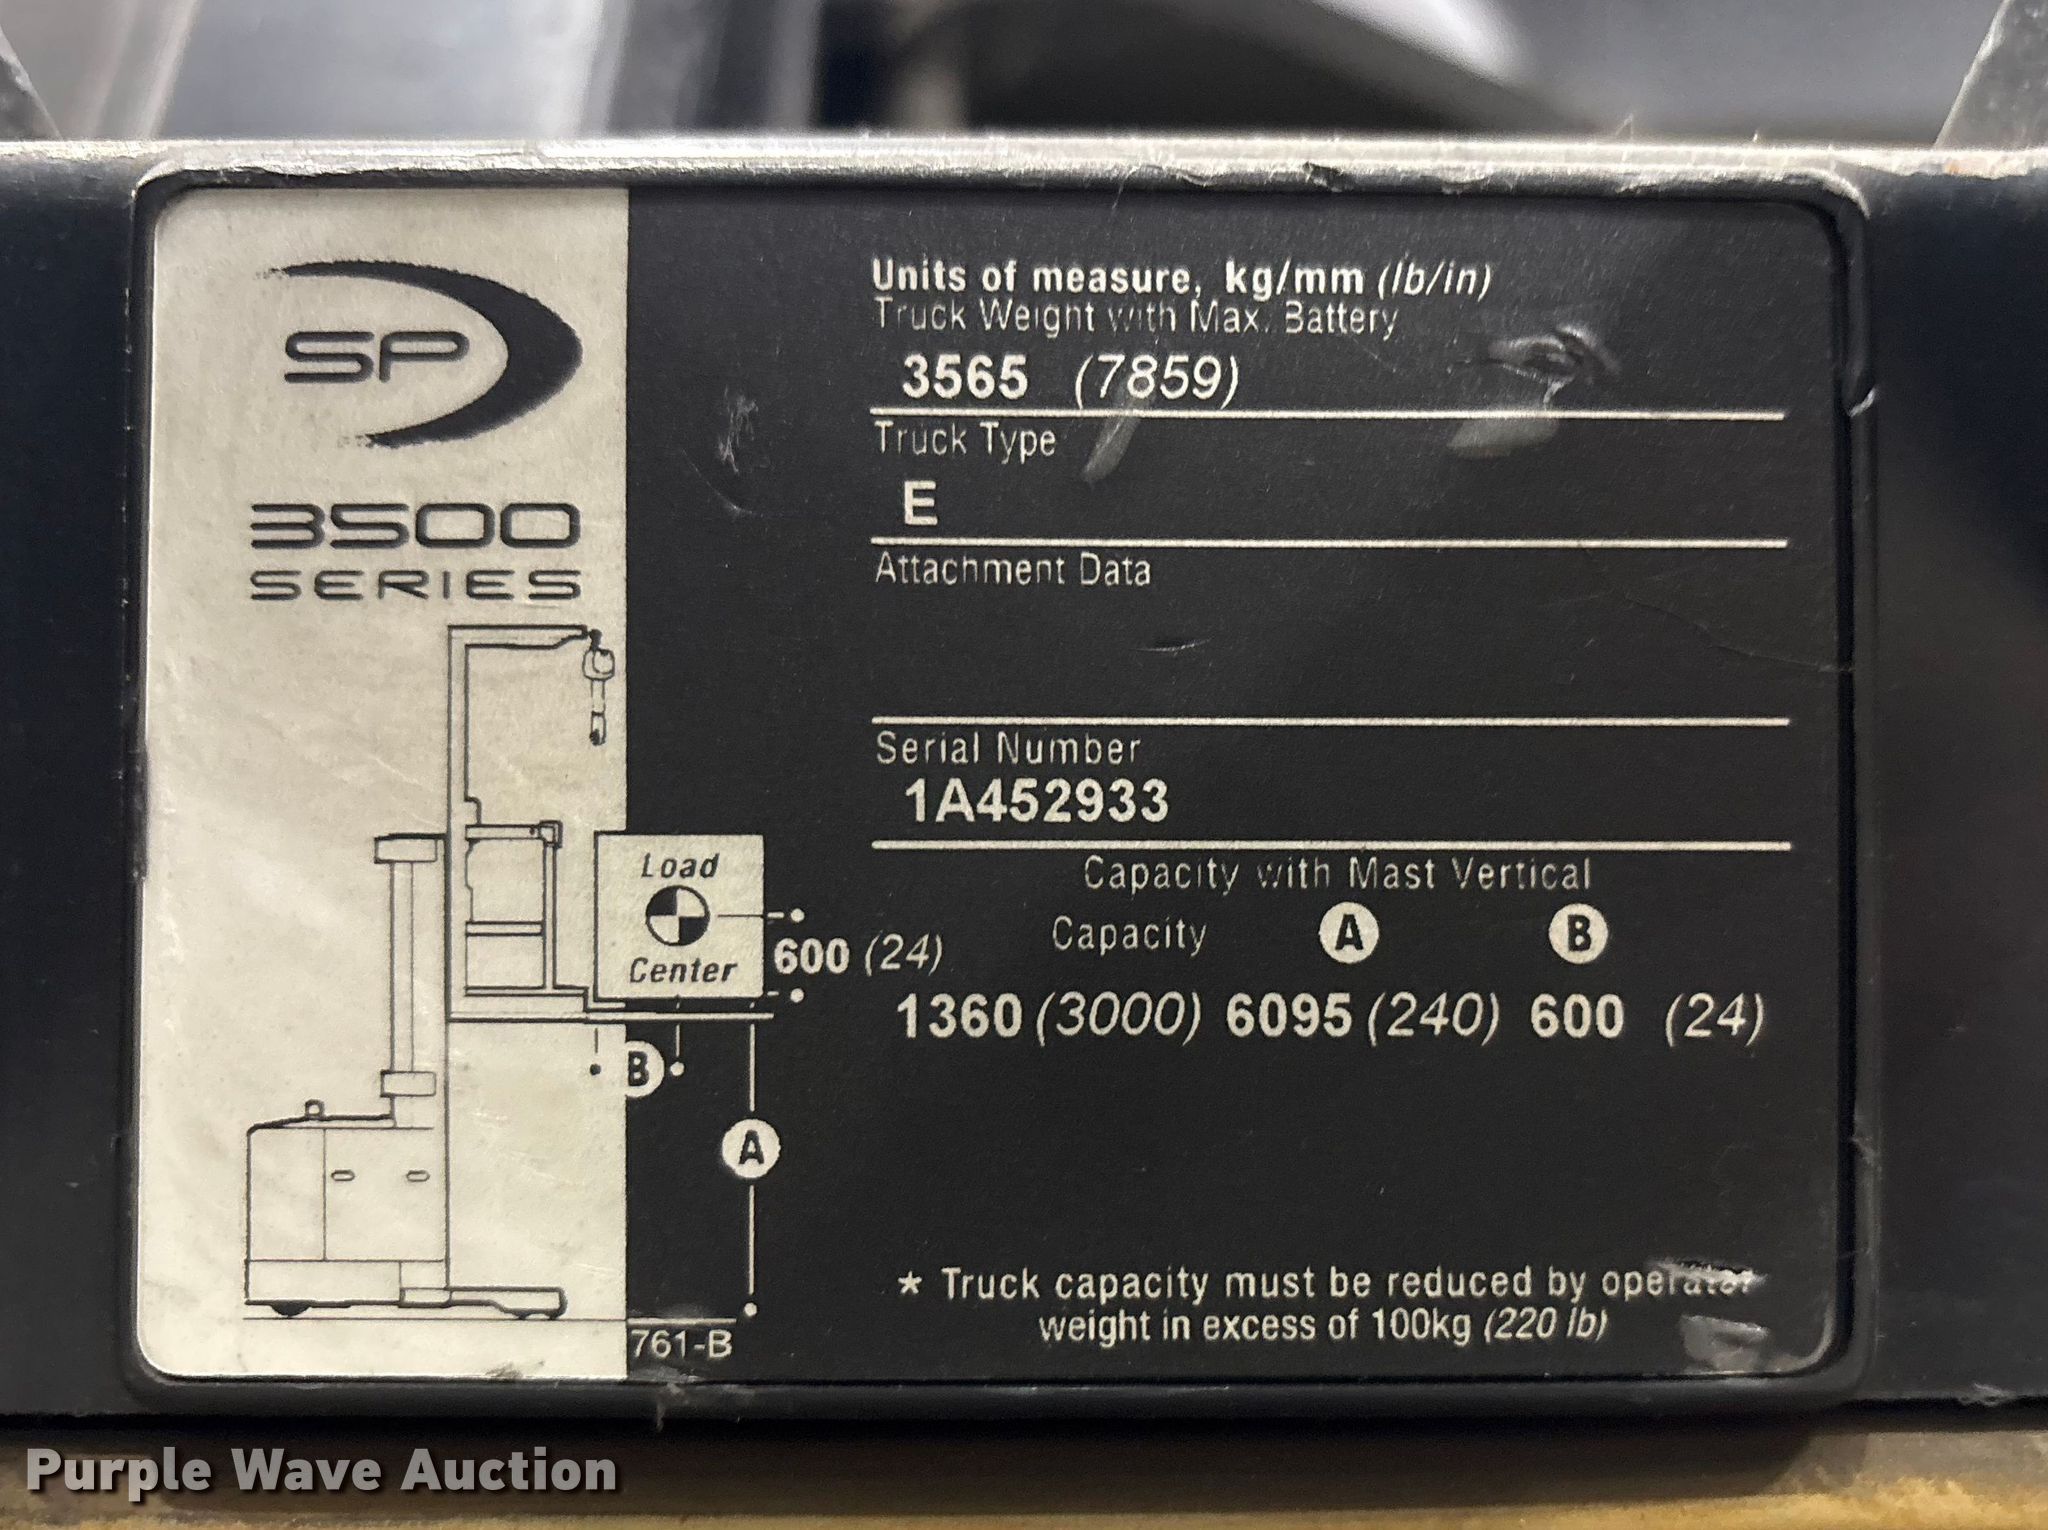 SP
3500
SERIES
Load
Center
600 (24)
B
A
761-B
Units of measure, kg/mm (lb/in)
Truck Weight with Max. Battery
3565 (7859)
Truck Type
E
Attachment Data
Serial Number
1A452933
Capacity with Mast Vertical
Capacity A B
1360 (3000) 6095 (240) 600 (24)
* Truck capacity must be reduced by operator
weight in excess of 100kg (220 lb)
Purple Wave Auction